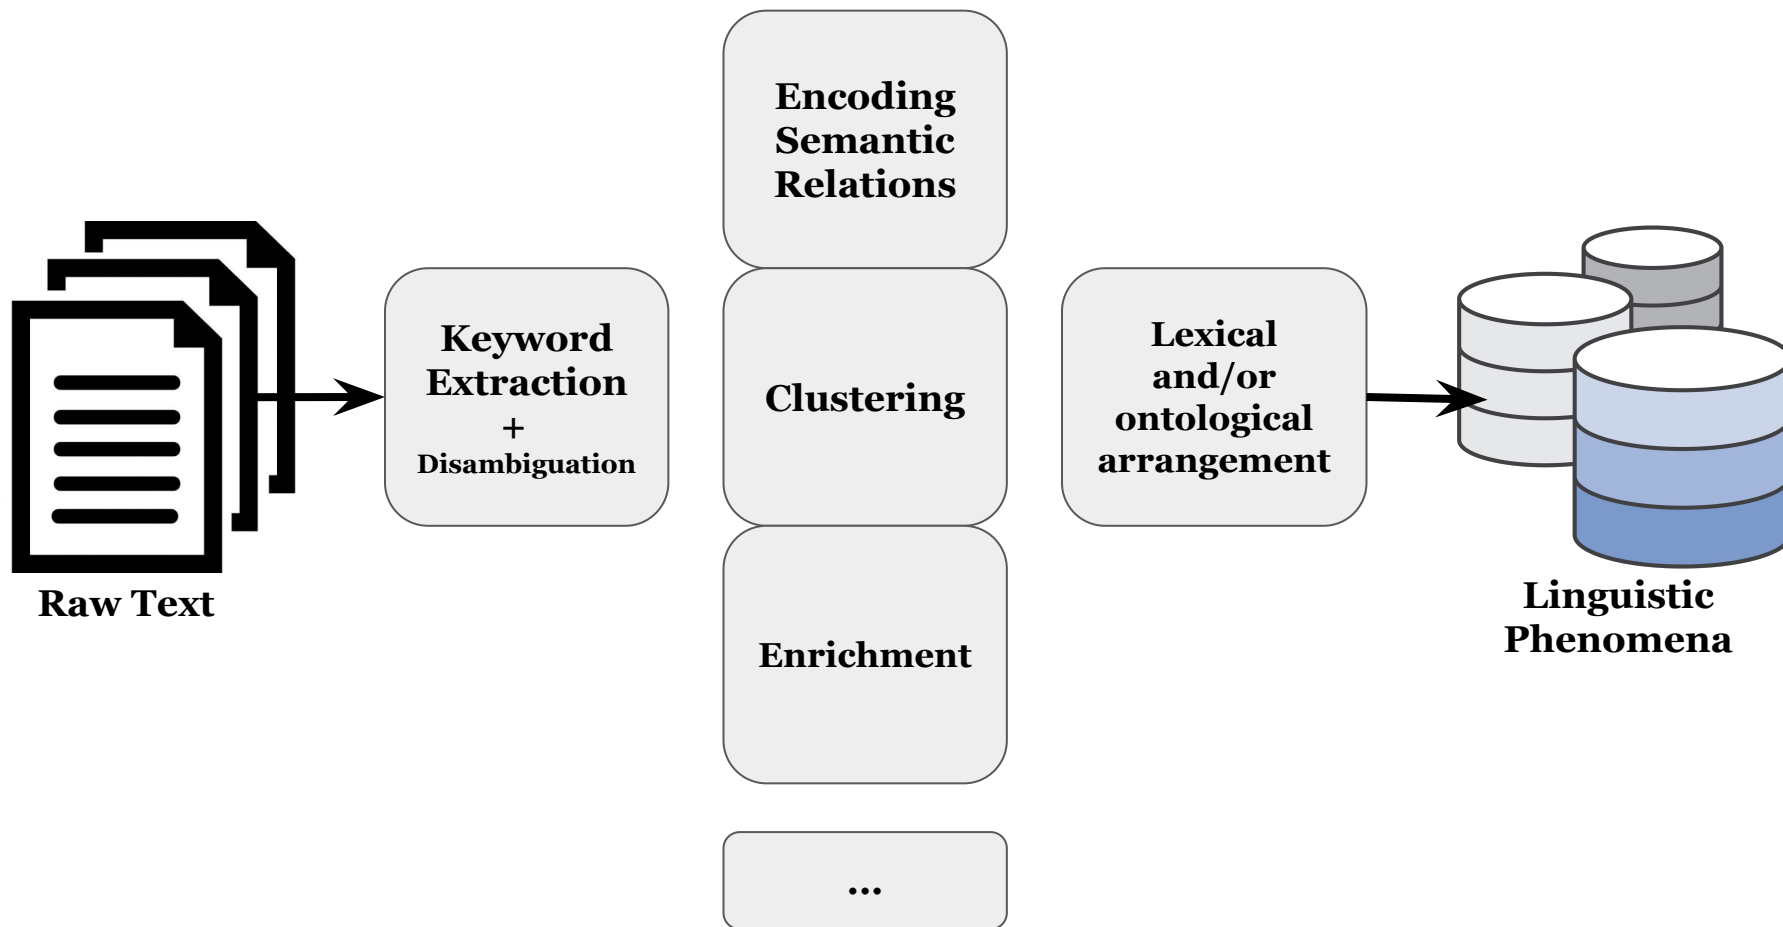 Raw Text
Keyword
Extraction
+
Disambiguation
Encoding
Semantic
Relations
Clustering
Enrichment
...
Lexical
and/or
ontological
arrangement
Linguistic
Phenomena